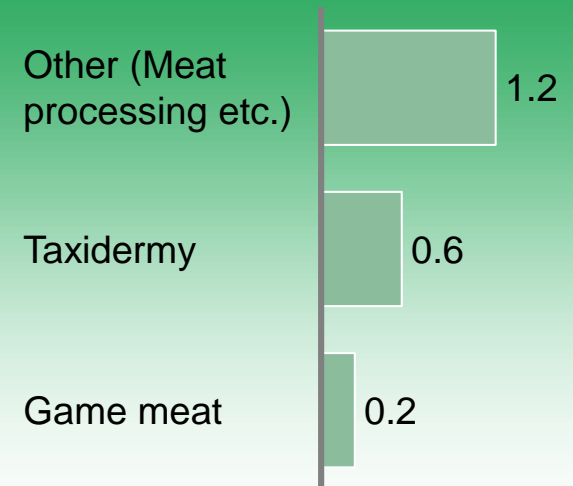 Other (Meat
processing etc.)
1.2
Taxidermy
0.6
Game meat
0.2